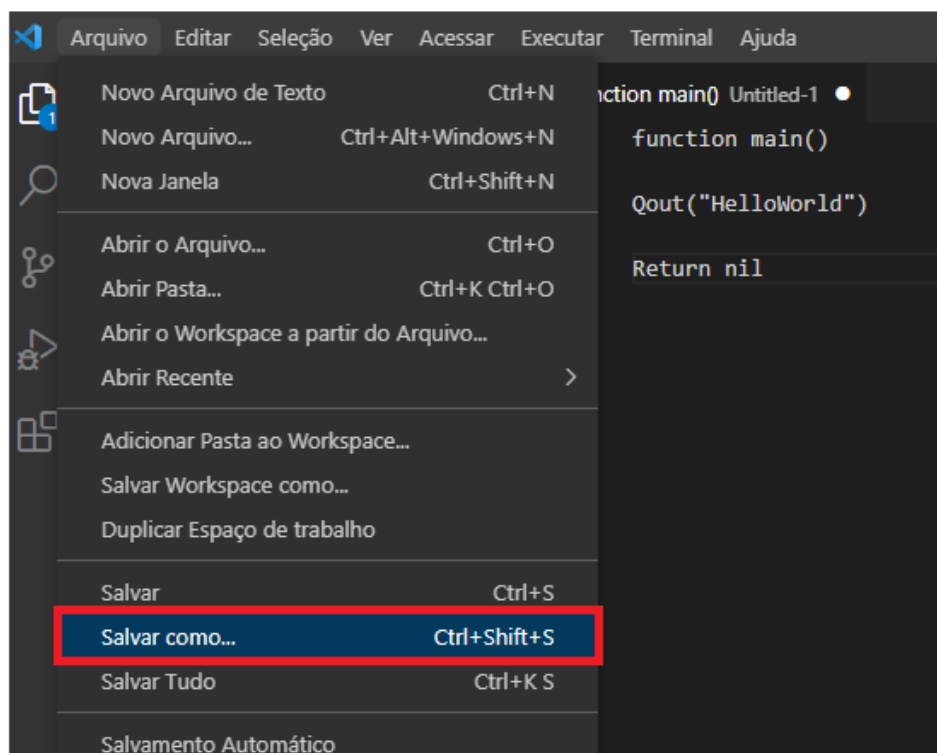 Arquivo Editar Seleção Ver Acessar Executar Terminal Ajuda
Novo Arquivo de Texto Ctrl+N
Novo Arquivo... Ctrl+Alt+Windows+N
Nova Janela Ctrl+Shift+N
Abrir o Arquivo... Ctrl+O
Abrir Pasta... Ctrl+K Ctrl+O
Abrir o Workspace a partir do Arquivo...
Abrir Recente
Adicionar Pasta ao Workspace...
Salvar Workspace como...
Duplicar Espaço de trabalho
Salvar Ctrl+S
Salvar como... Ctrl+Shift+S
Salvar Tudo Ctrl+K S
Salvamento Automático
1
nction main() Untitled-1
function main()
Qout("HelloWorld")
Return nil